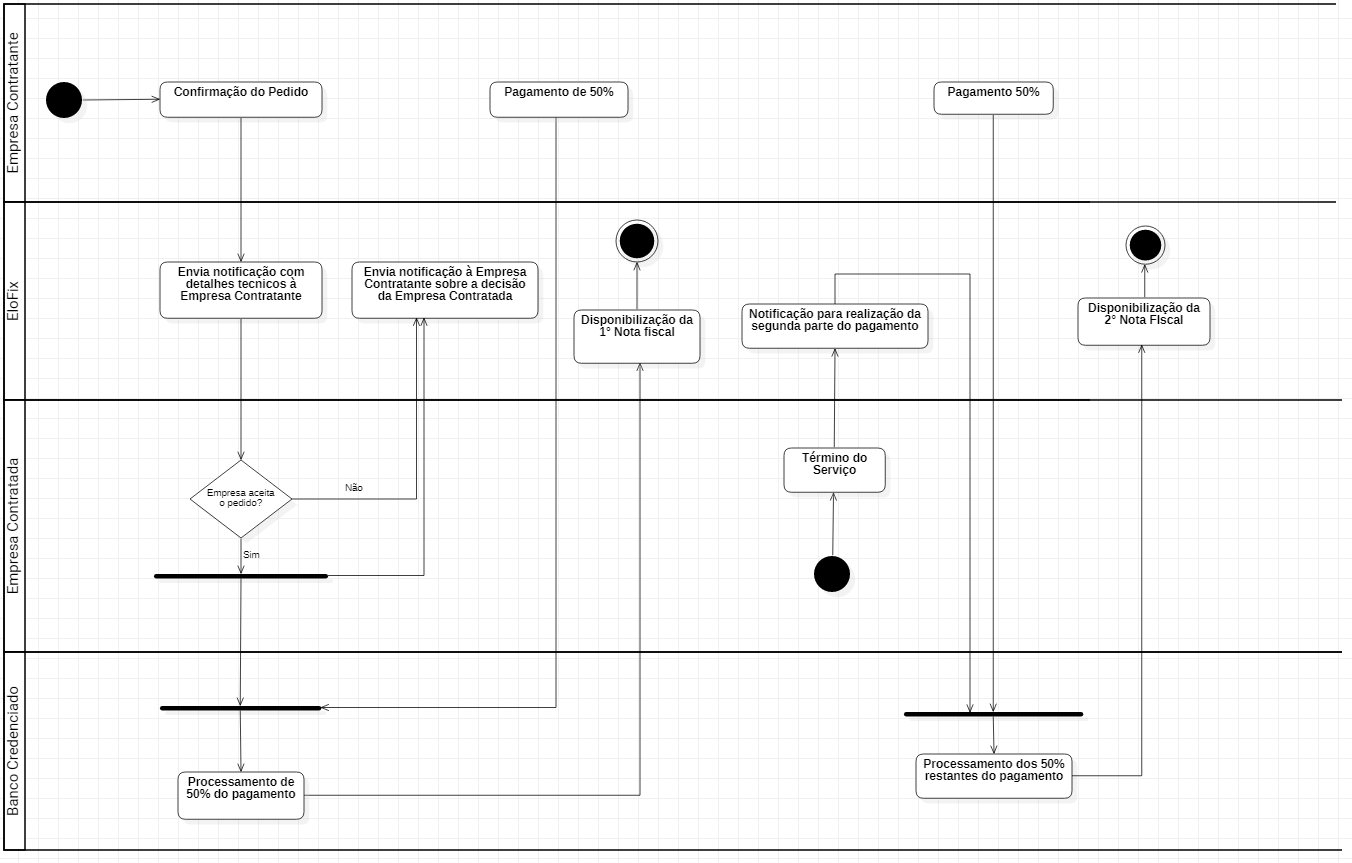 Empresa Contratante
Confirmação do Pedido
Pagamento de 50%
Pagamento 50%
EloFix
Envia notificação com
detalhes tecnicos à
Empresa Contratante
Envia notificação à Empresa
Contratante sobre a decisão
da Empresa Contratada
Disponibilização da
1° Nota fiscal
Notificação para realização da
segunda parte do pagamento
Disponibilização da
2° Nota FIscal
Empresa Contratada
Empresa aceita
o pedido?
Não
Sim
Término do
Serviço
Banco Credenciado
Processamento de
50% do pagamento
Processamento dos 50%
restantes do pagamento